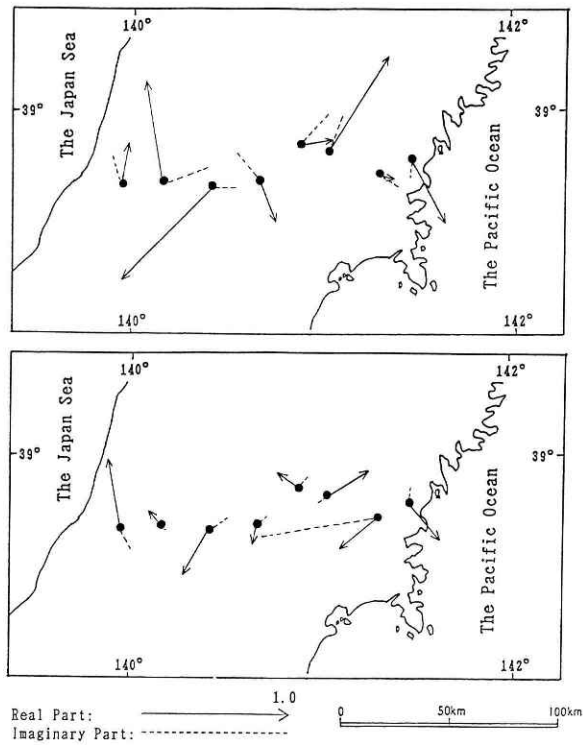 140°
142°
39°
39°
The Japan Sea
The Pacific Ocean
140°
142°
140°
142°
39°
39°
The Japan Sea
The Pacific Ocean
140°
142°
1.0
Real Part:
Imaginary Part:
0 50km 100km